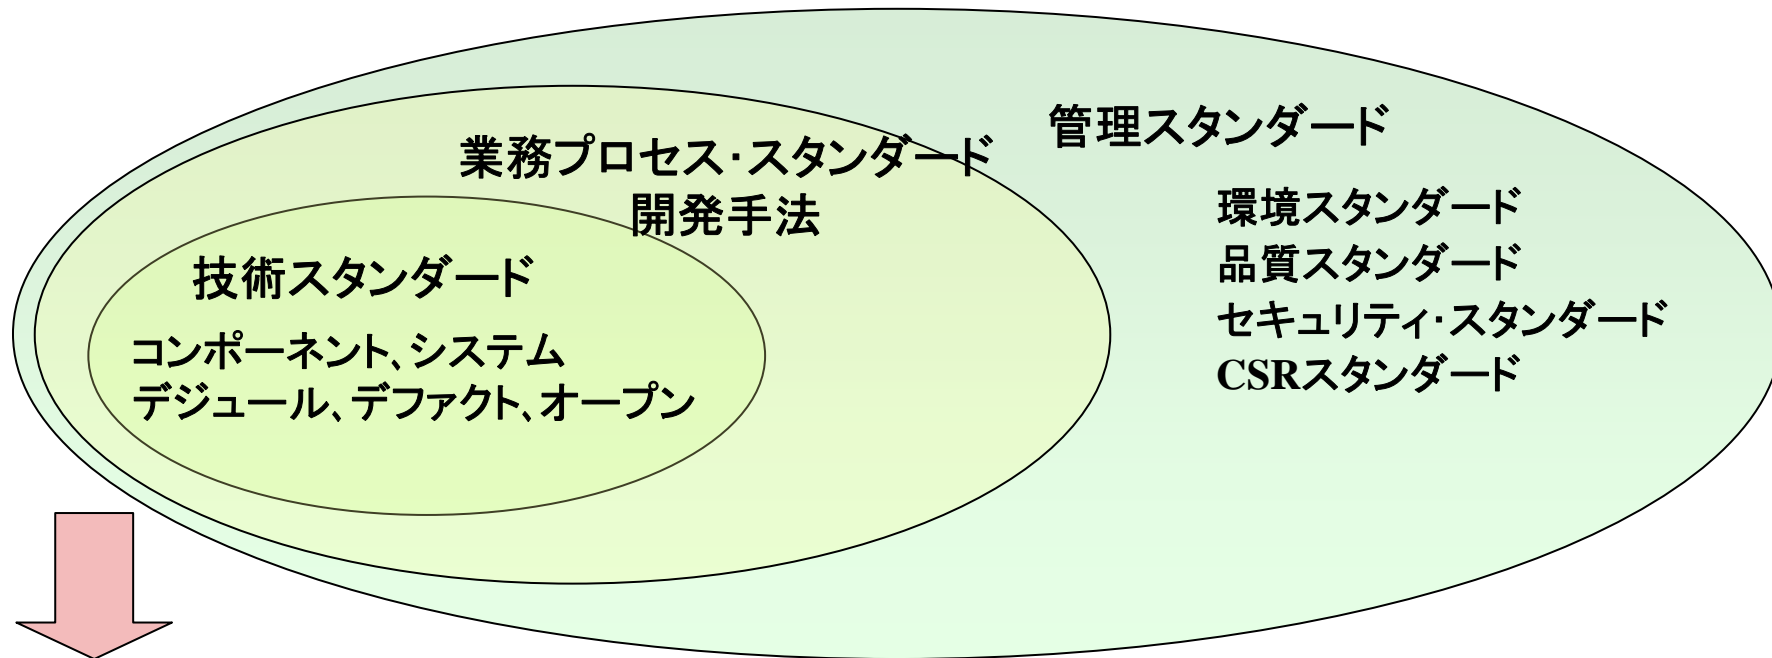 管理スタンダード
環境スタンダード
品質スタンダード
セキュリティ・スタンダード
CSRスタンダード
業務プロセス・スタンダード
開発手法
技術スタンダード
コンポーネント、システム
デジュール、デファクト、オープン